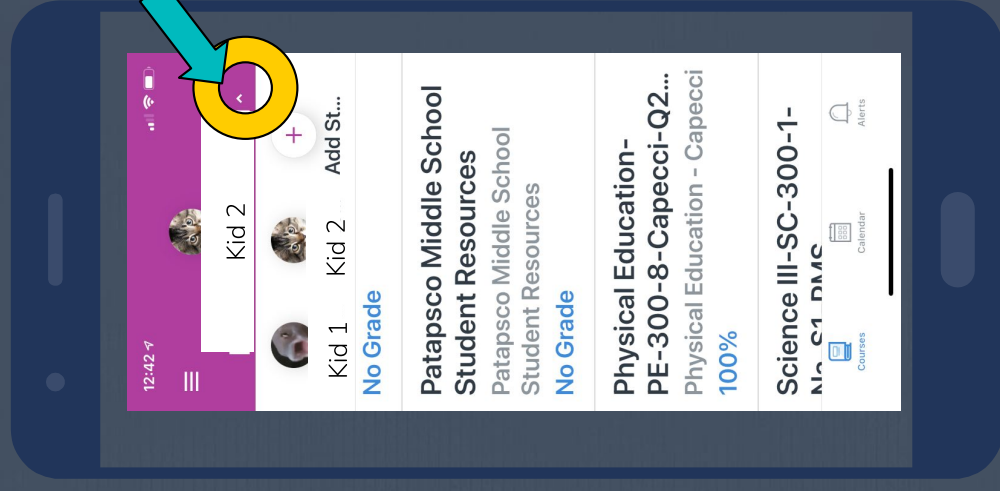 12:42
Kid 2
Kid 1
Kid 2
Add St...
No Grade
Patapsco Middle School
Student Resources
Patapsco Middle School
Student Resources
No Grade
Physical Education-
PE-300-8-Capecci-Q2...
Physical Education - Capecci
100%
Science III-SC-300-1-
Courses
Calendar
Alerts